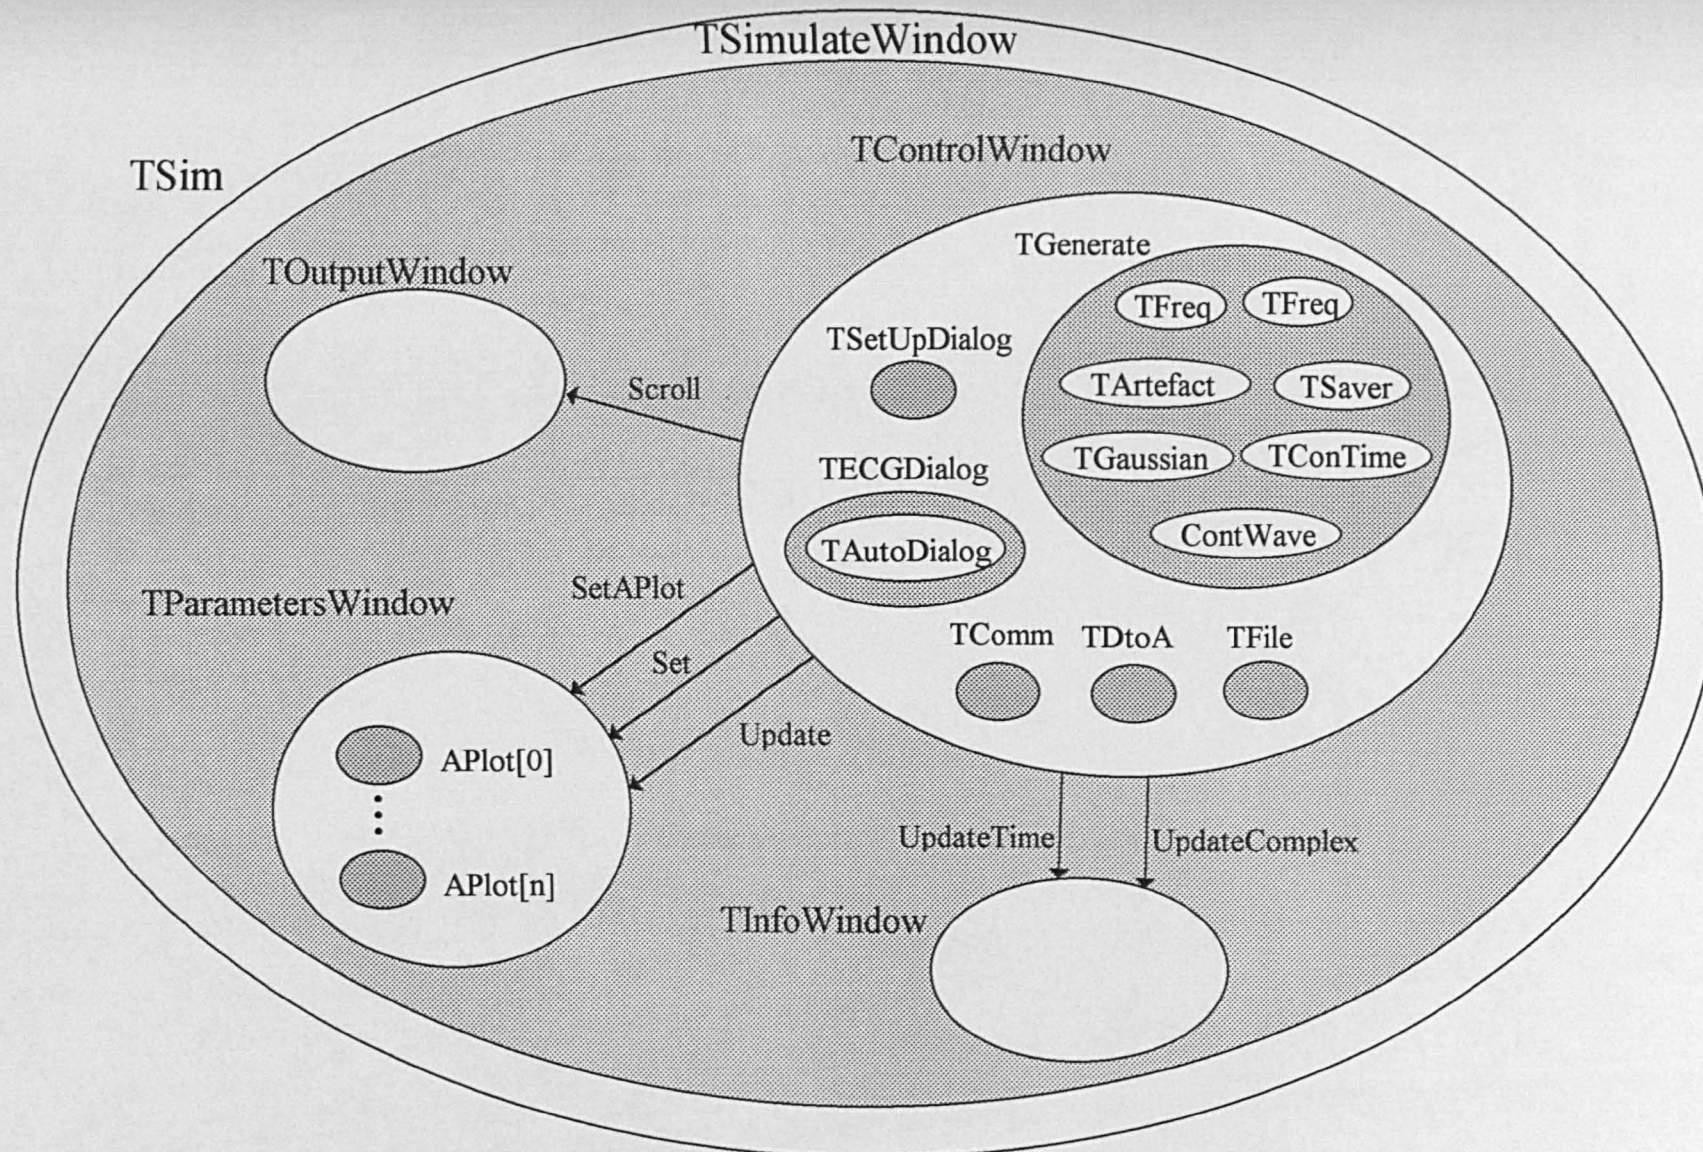 TSimulateWindow
TSim
TControlWindow
TGenerate
TOutputWindow
TFreq
TFreq
TSetUpDialog
Scroll
TArtefact
TSaver
TECGDialog
TGaussian
TConTime
TAutoDialog
ContWave
SetAPlot
TParametersWindow
TComm
TDtoA
TFile
Set
Update
APlot[0]
UpdateTime
UpdateComplex
APlot[n]
TInfoWindow